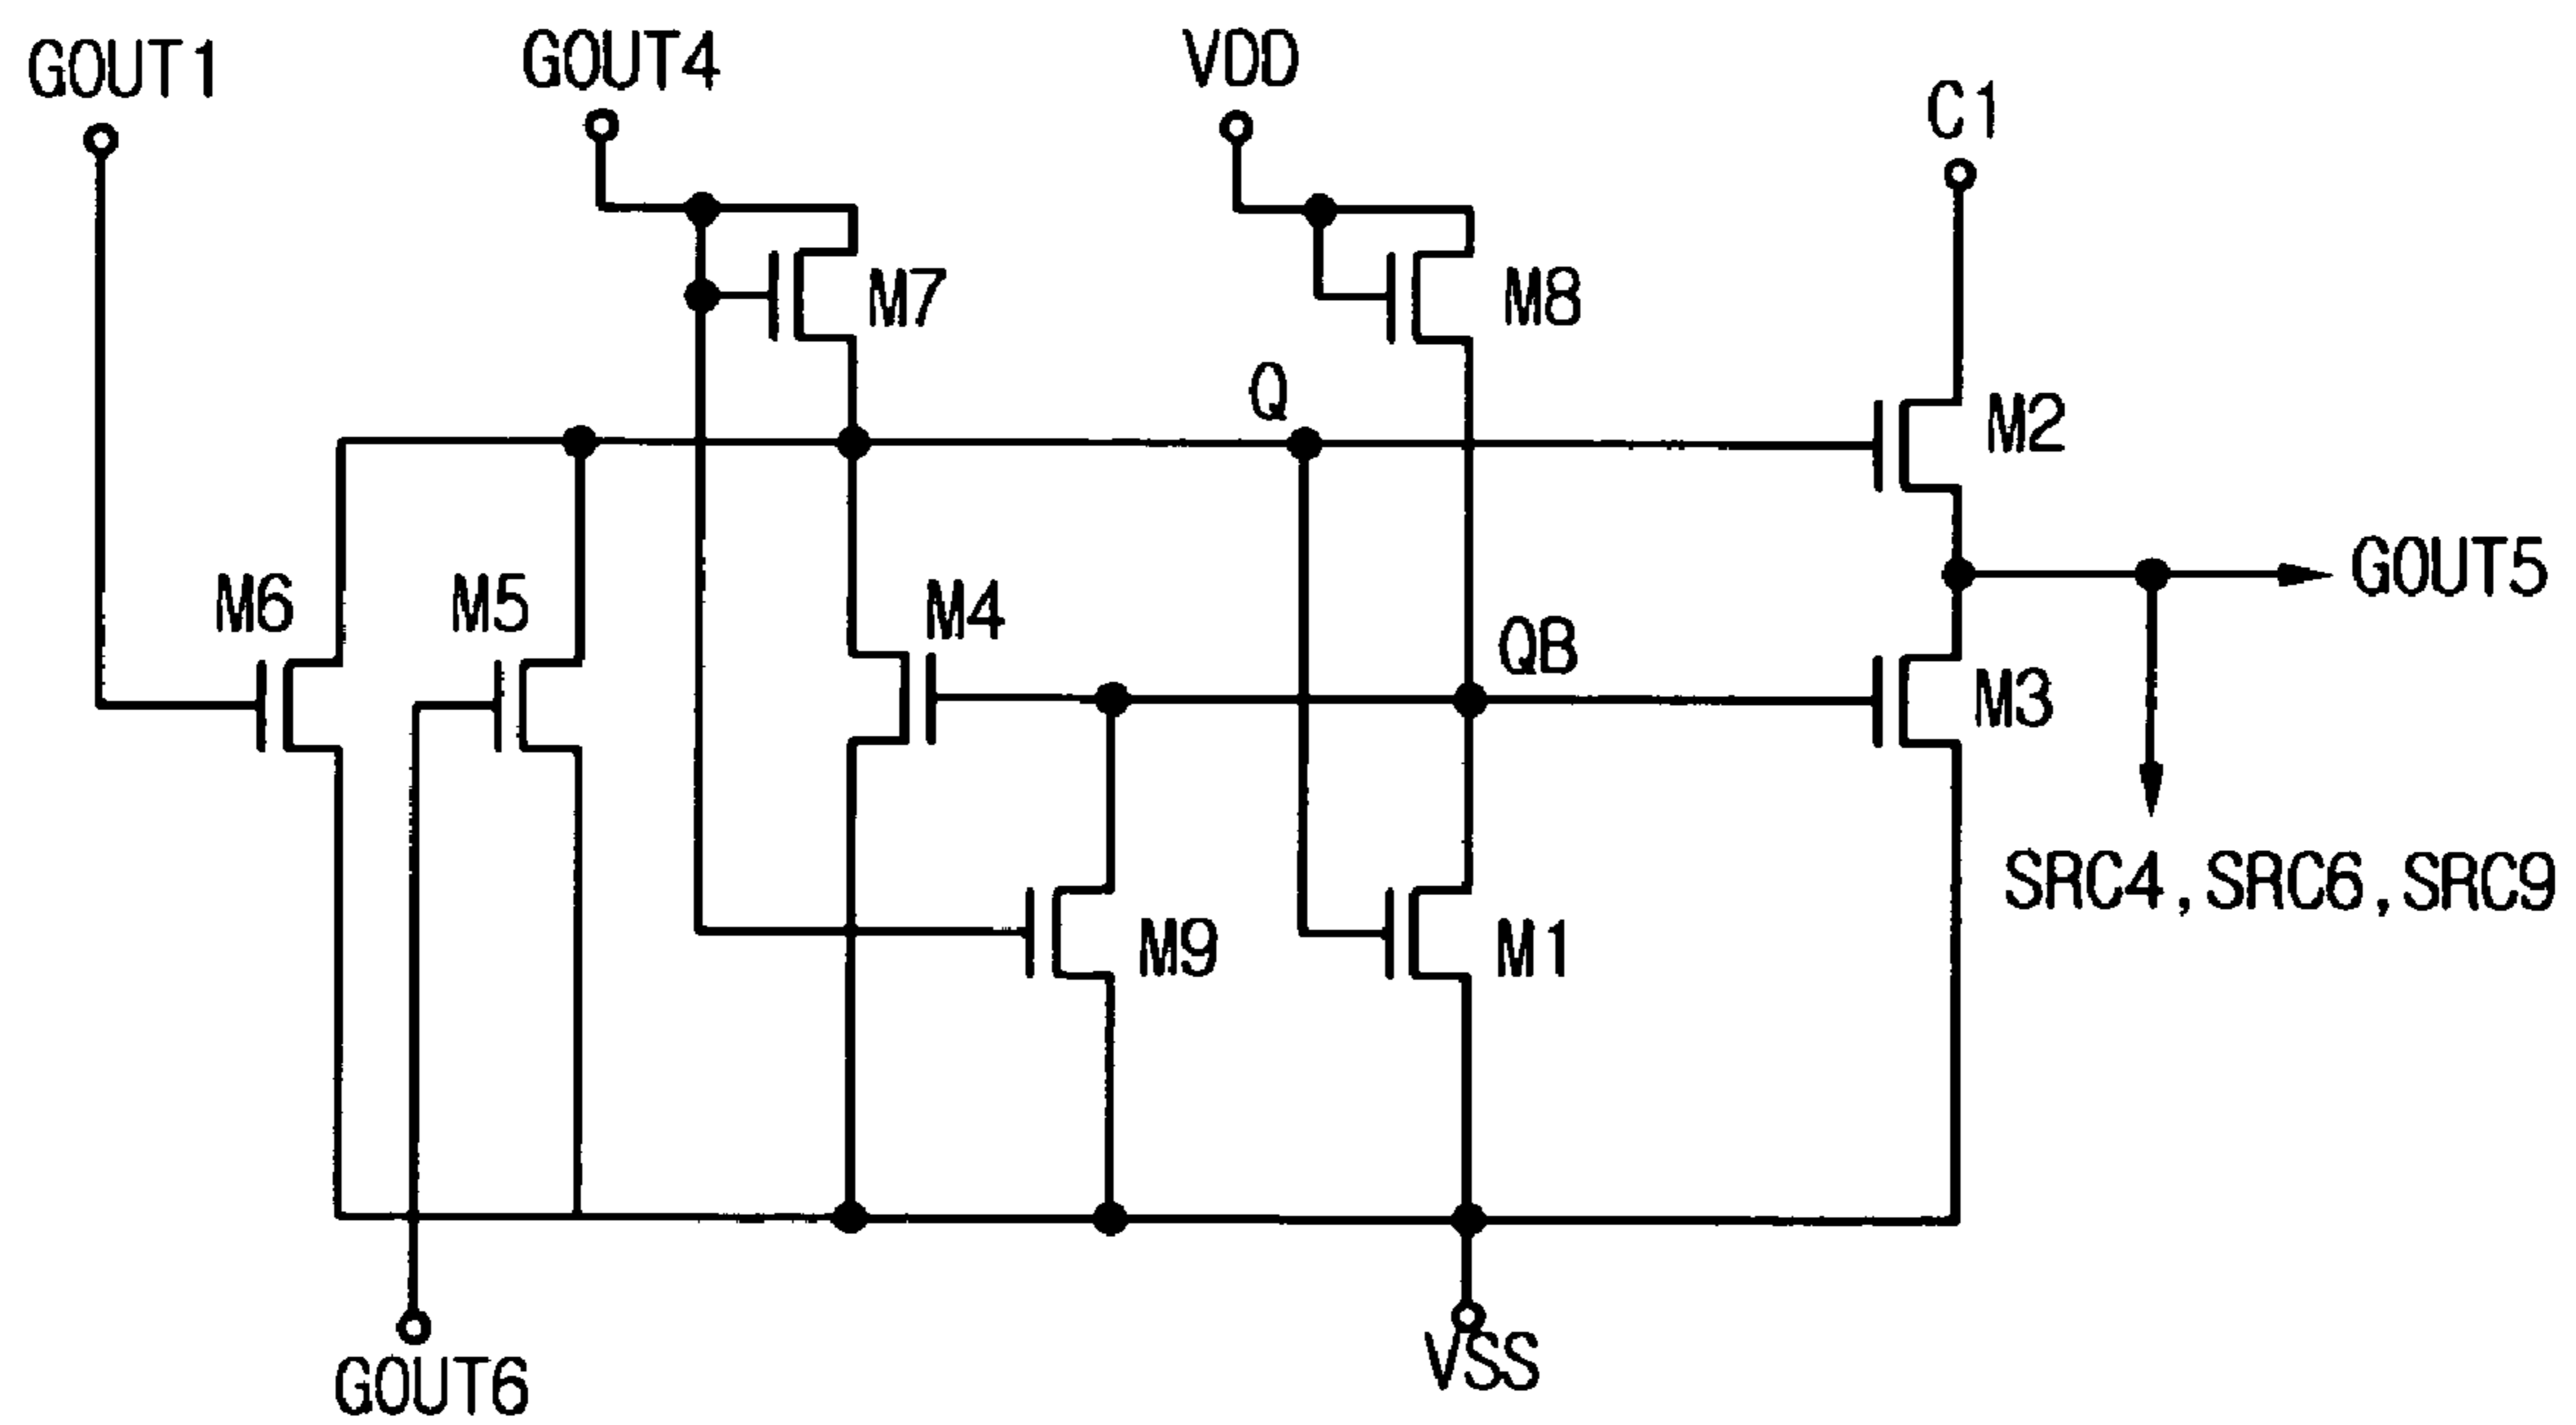 GOUT1
GOUT4
VDD
C1
M7
M8
Q
M2
GOUT5
M6
M5
M4
QB
M3
SRC4,SRC6,SRC9
M9
M1
VSS
GOUT6